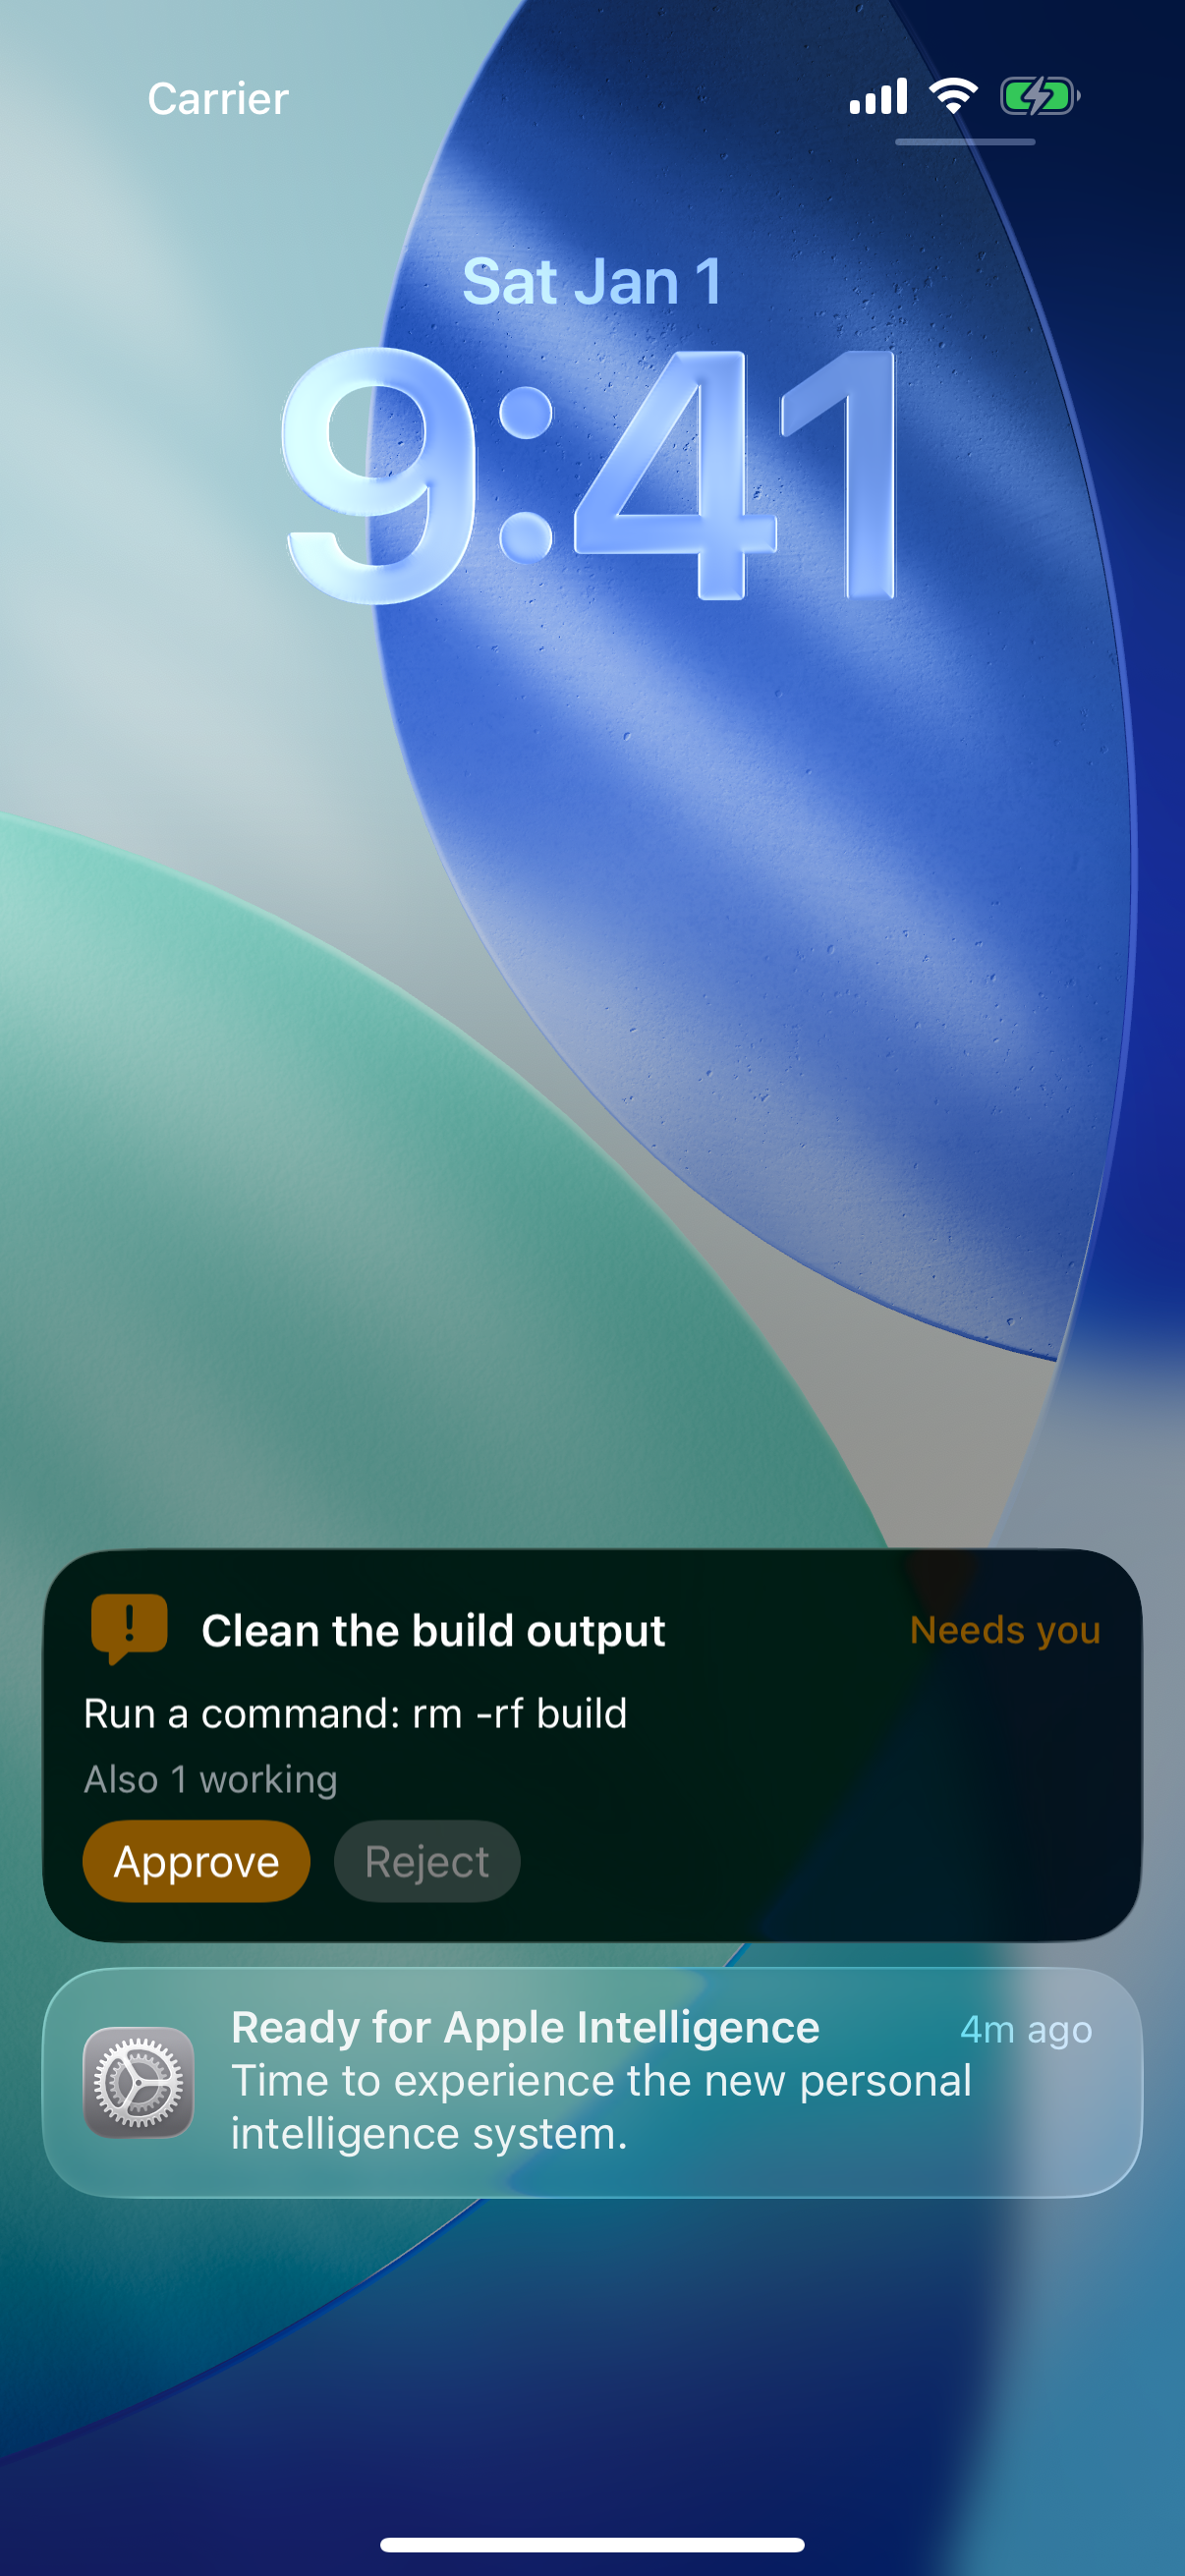 Carrier
Sat Jan 1
9:41
Clean the build output
Needs you
Run a command: rm -rf build
Also 1 working
Approve
Reject
Ready for Apple Intelligence
4m ago
Time to experience the new personal
intelligence system.